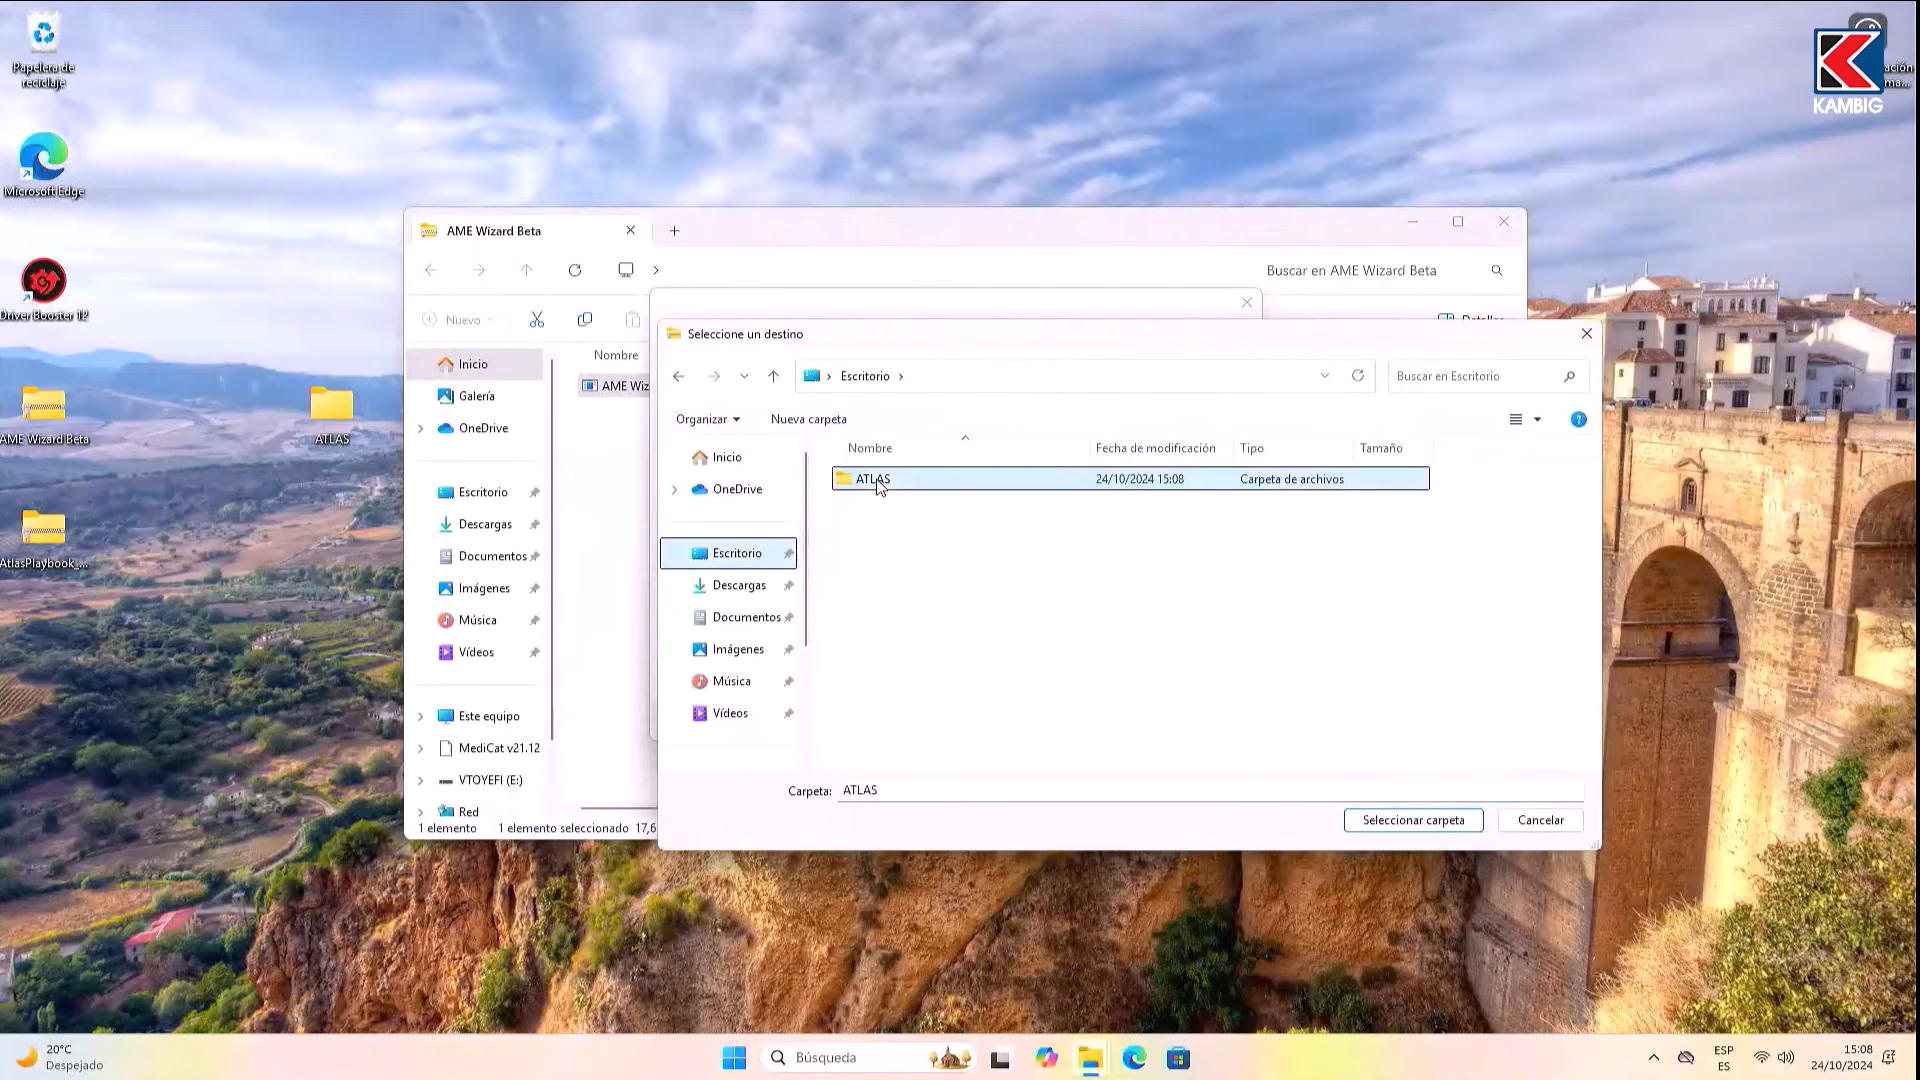 Papelera de
reciclaje
Microsoft Edge
Driver Booster 12
AME Wizard Beta
ATLAS
AtlasPlaybook_...
KAMBIG
ación
ma...
AME Wizard Beta
Buscar en AME Wizard Beta
Nuevo
Nombre
Inicio
Galería
OneDrive
Escritorio
Descargas
Documentos
Imágenes
Música
Vídeos
Este equipo
MediCat v21.12
VTOYEFI (E:)
Red
AME Wiz
1 elemento 1 elemento seleccionado 17,6
Seleccione un destino
Escritorio
Buscar en Escritorio
Organizar Nueva carpeta
Nombre Fecha de modificación Tipo Tamaño
ATLAS 24/10/2024 15:08 Carpeta de archivos
Inicio
OneDrive
Escritorio
Descargas
Documentos
Imágenes
Música
Vídeos
Carpeta: ATLAS
Seleccionar carpeta Cancelar
20°C
Despejado
Búsqueda
ESP
ES
15:08
24/10/2024